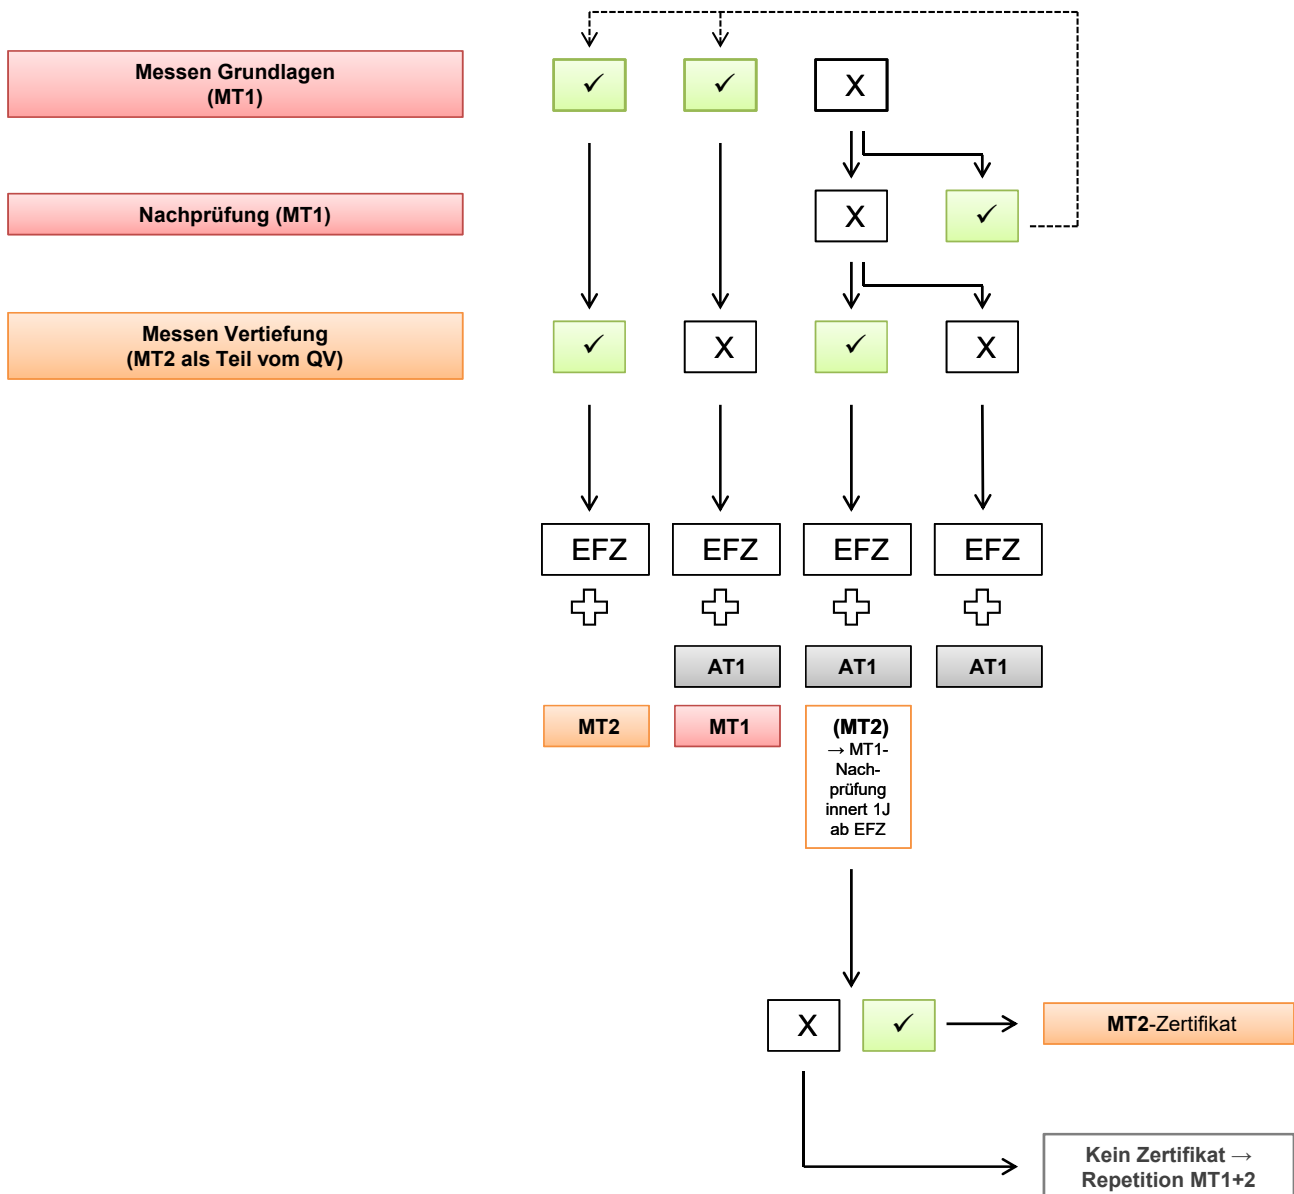 Messen Grundlagen
(MT1)
✓ ✓ X
Nachprüfung (MT1)
X ✓
Messen Vertiefung
(MT2 als Teil vom QV)
✓ X ✓ X
EFZ EFZ EFZ EFZ
AT1 AT1 AT1
MT2 MT1
(MT2)
→ MT1-
Nach-
prüfung
innert 1J
ab EFZ
X ✓
MT2-Zertifikat
Kein Zertifikat →
Repetition MT1+2